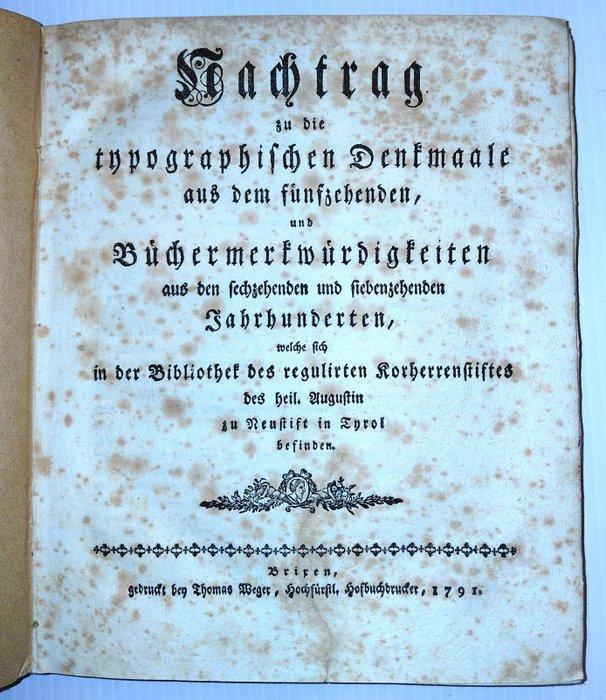 Nachtrag
zu die
typographischen Denkmaale
aus dem fünfzehenden,
und
Büchermerkwürdigkeiten
aus den sechzehenden und siebenzehenden
Jahrhunderten,
welche sich
in der Bibliothek des regulirten Korherrenstiftes
des heil. Augustin
zu Neustift in Tyrol
befinden.
Brixen,
gedruckt bey Thomas Weger, Hochfürstl. Hofbuchdrucker, 1791.